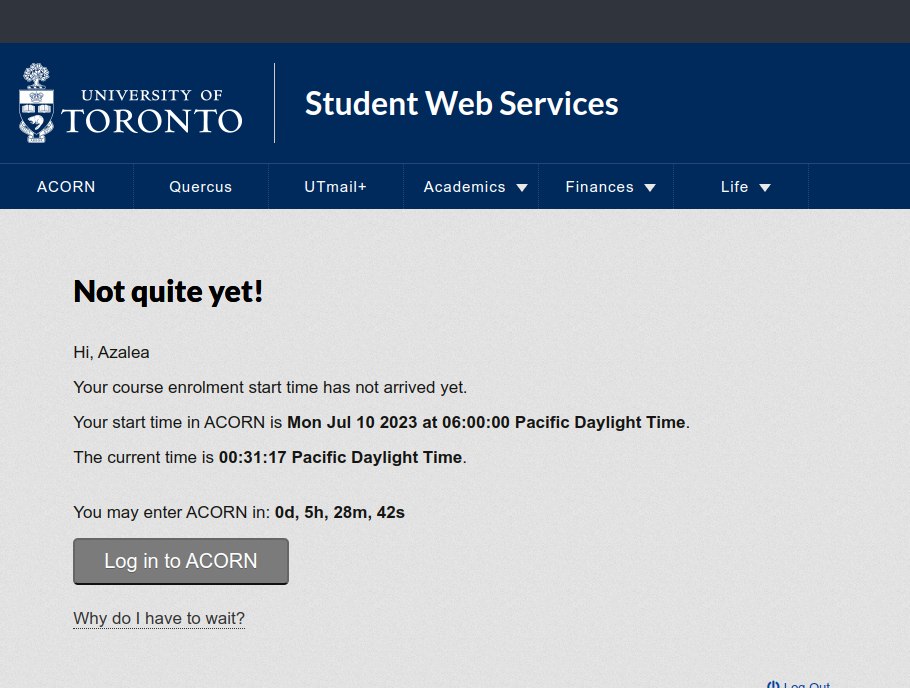 UNIVERSITY OF
TORONTO
Student Web Services
ACORN Quercus UTmail+ Academics Finances Life
Not quite yet!
Hi, Azalea
Your course enrolment start time has not arrived yet.
Your start time in ACORN is Mon Jul 10 2023 at 06:00:00 Pacific Daylight Time.
The current time is 00:31:17 Pacific Daylight Time.
You may enter ACORN in: 0d, 5h, 28m, 42s
Log in to ACORN
Why do I have to wait?
Log Out